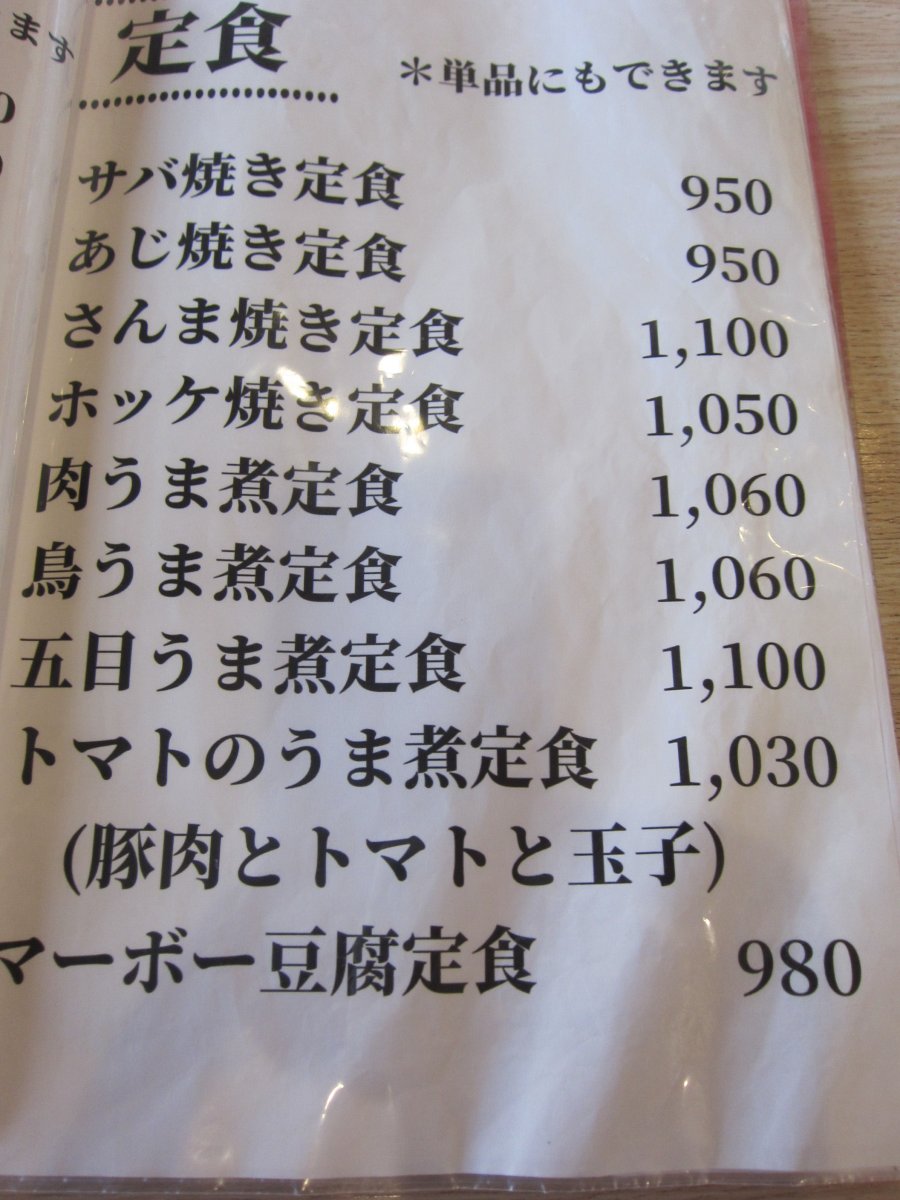 ます
定食
＊単品にもできます
サバ焼き定食 950
あじ焼き定食 950
さんま焼き定食 1,100
ホッケ焼き定食 1,050
肉うま煮定食 1,060
鳥うま煮定食 1,060
五目うま煮定食 1,100
トマトのうま煮定食 1,030
(豚肉とトマトと玉子)
マーボー豆腐定食 980